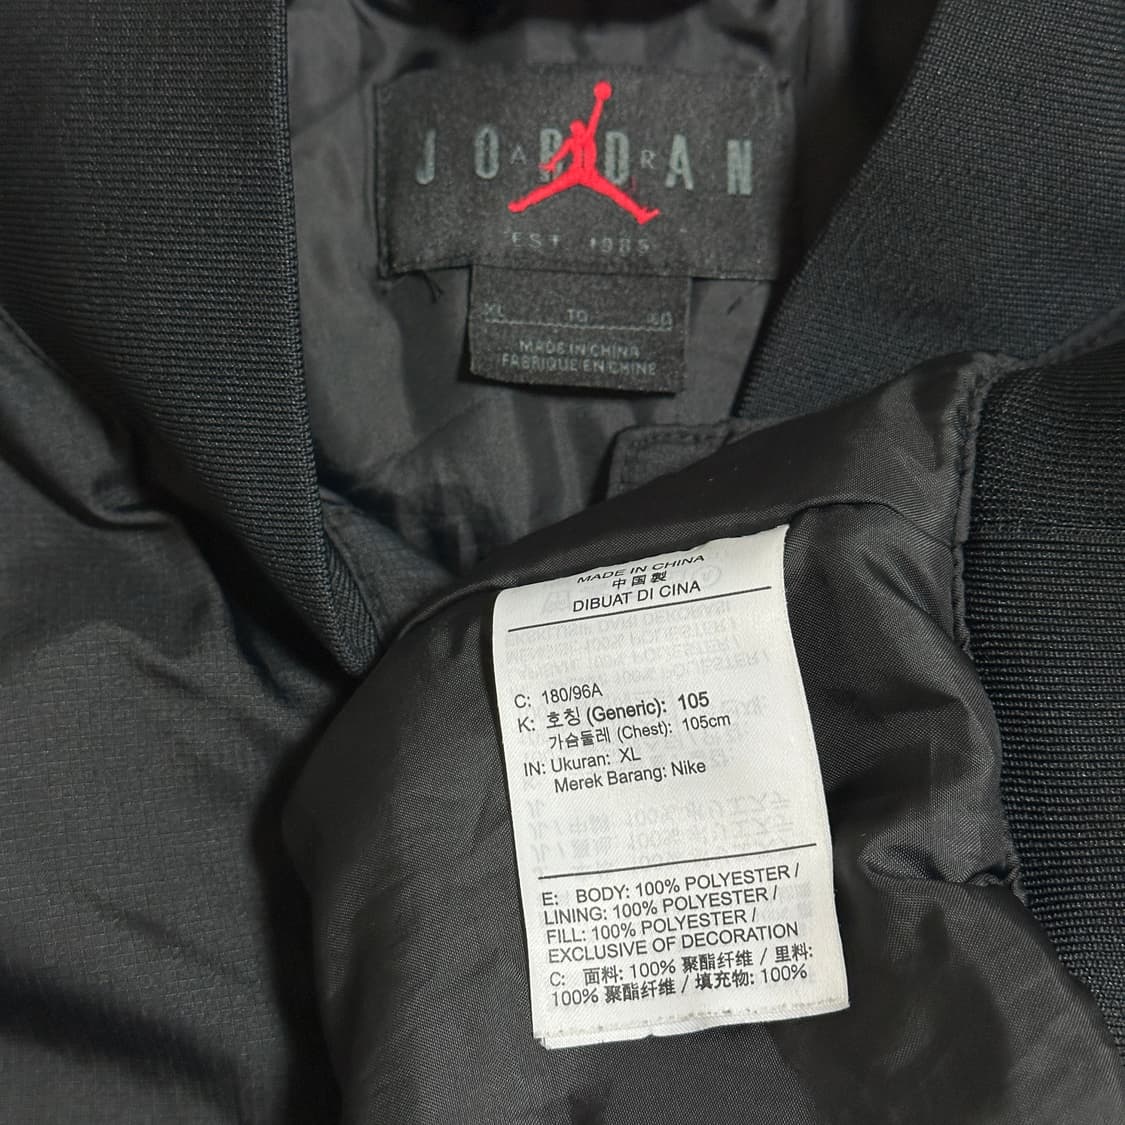 JORDAN
AIR
EST. 1985
XL TG XG
MADE IN CHINA
FABRIQUE EN CHINE
MADE IN CHINA
中国製
DIBUAT DI CINA
C: 180/96A
K: 호칭 (Generic): 105
가슴둘레 (Chest): 105cm
IN: Ukuran: XL
Merek Barang: Nike
E: BODY: 100% POLYESTER /
LINING: 100% POLYESTER /
FILL: 100% POLYESTER /
EXCLUSIVE OF DECORATION
C: 面料: 100% 聚酯纤维 / 里料:
100% 聚酯纤维 / 填充物: 100%